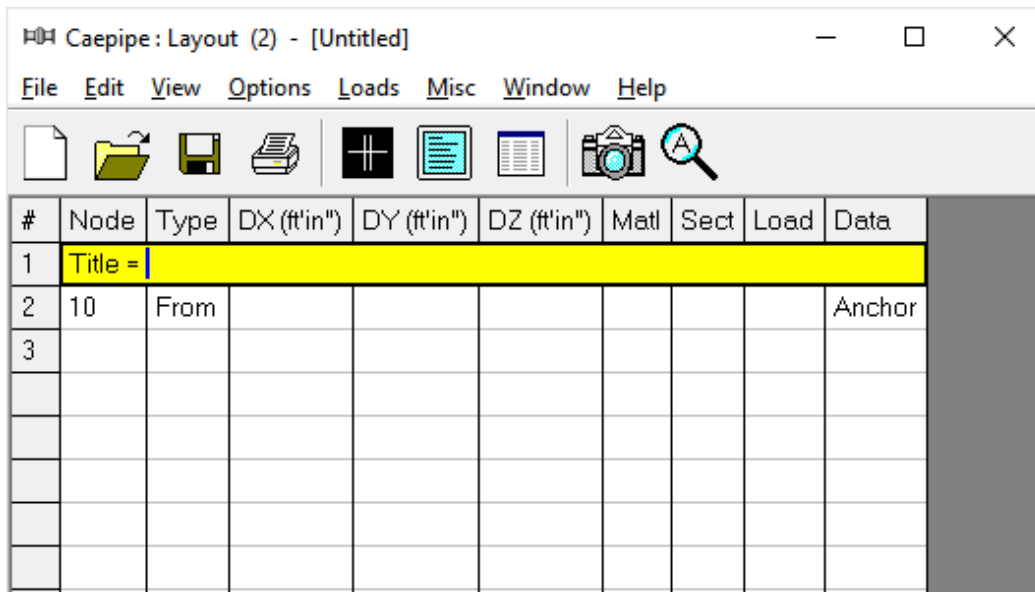 Caepipe : Layout (2) - [Untitled]
File Edit View Options Loads Misc Window Help
A
# Node Type DX (ft'in") DY (ft'in") DZ (ft'in") Matl Sect Load Data
1 Title =
2 10 From Anchor
3